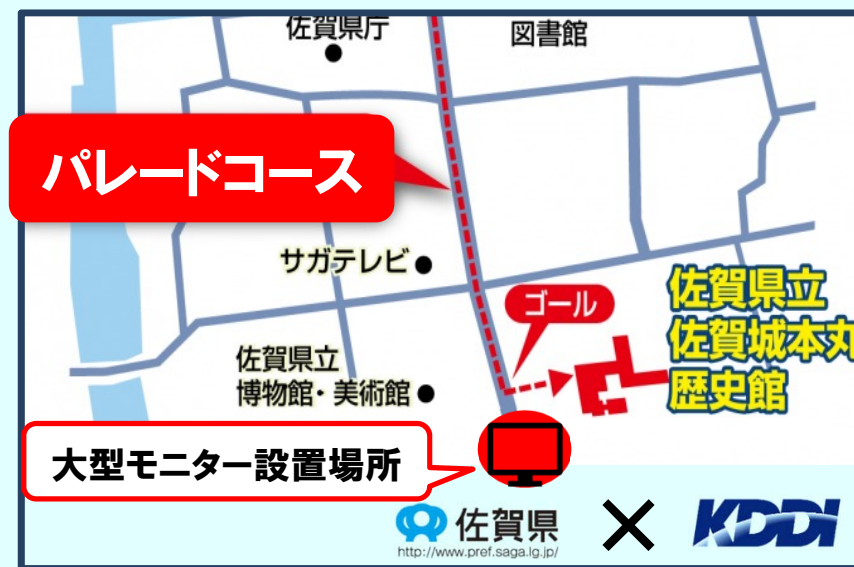 佐賀県庁
図書館
パレードコース
サガテレビ
ゴール
佐賀県立
佐賀城本丸
歴史館
佐賀県立
博物館・美術館
大型モニター設置場所
佐賀県
http://www.pref.saga.lg.jp/
×
KDDI